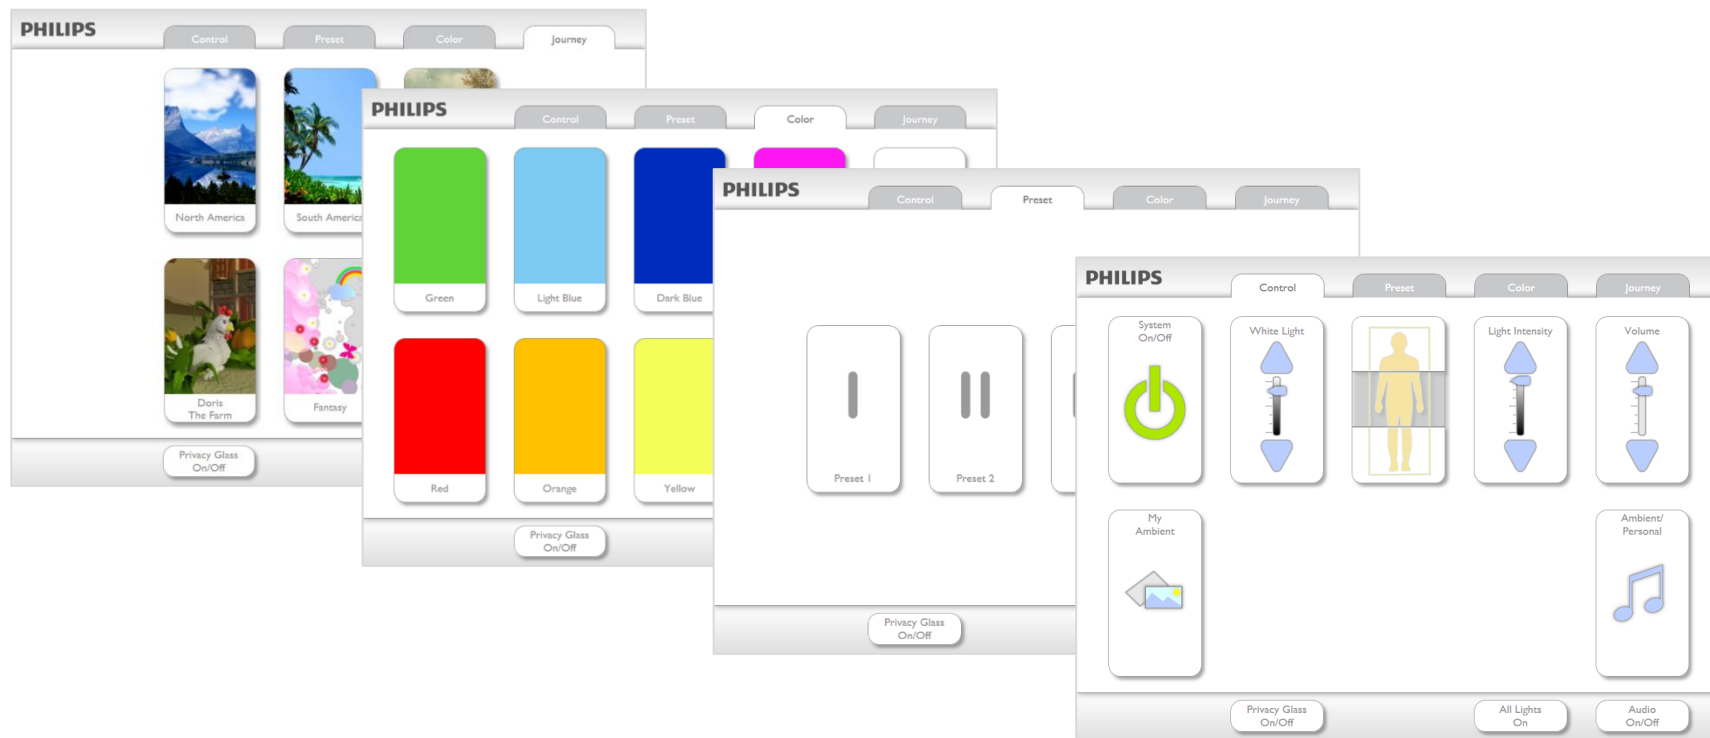 PHILIPS
Control
Preset
Color
Journey
North America
South America
Doris
The Farm
Fantasy
Privacy Glass
On/Off
PHILIPS
Control
Preset
Color
Journey
Green
Light Blue
Dark Blue
Red
Orange
Yellow
Privacy Glass
On/Off
PHILIPS
Control
Preset
Color
Journey
Preset 1
Preset 2
Privacy Glass
On/Off
PHILIPS
Control
Preset
Color
Journey
System
On/Off
White Light
Light Intensity
Volume
My
Ambient
Ambient/
Personal
Privacy Glass
On/Off
All Lights
On
Audio
On/Off